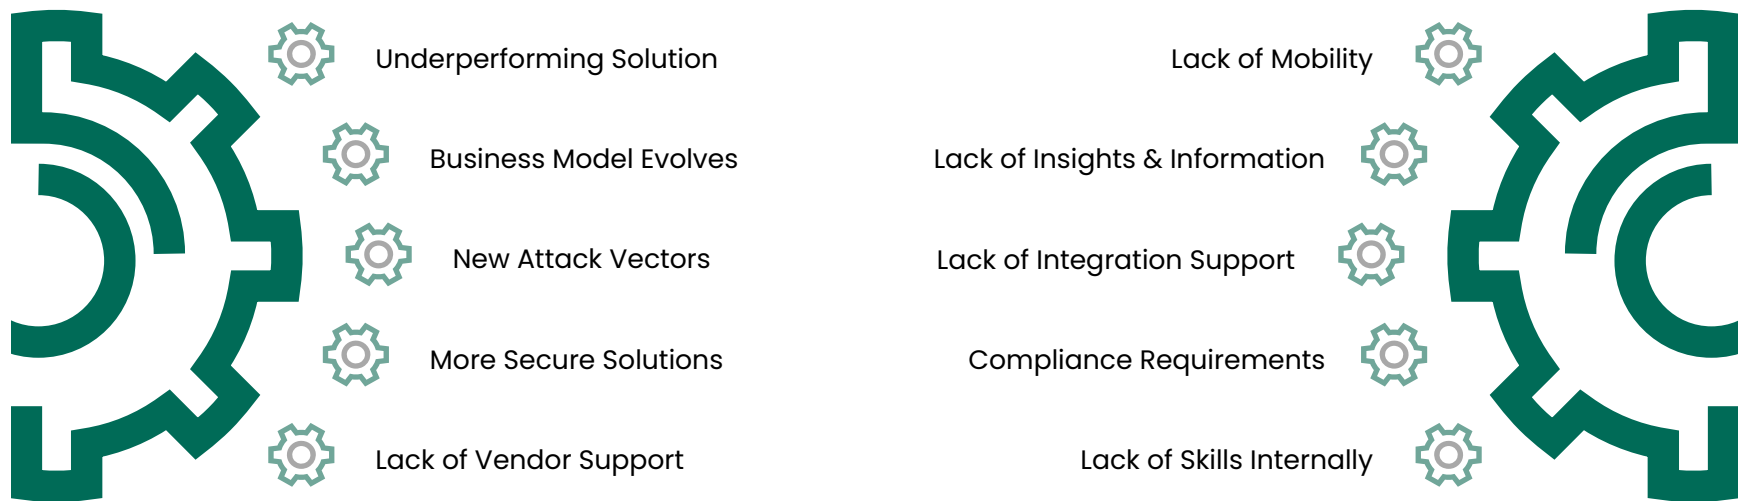 Underperforming Solution
Business Model Evolves
New Attack Vectors
More Secure Solutions
Lack of Vendor Support
Lack of Mobility
Lack of Insights & Information
Lack of Integration Support
Compliance Requirements
Lack of Skills Internally